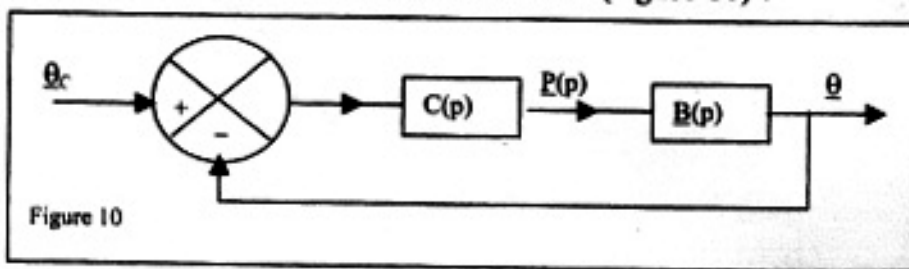 θc + − C(p) P(p) B(p) θ
Figure 10